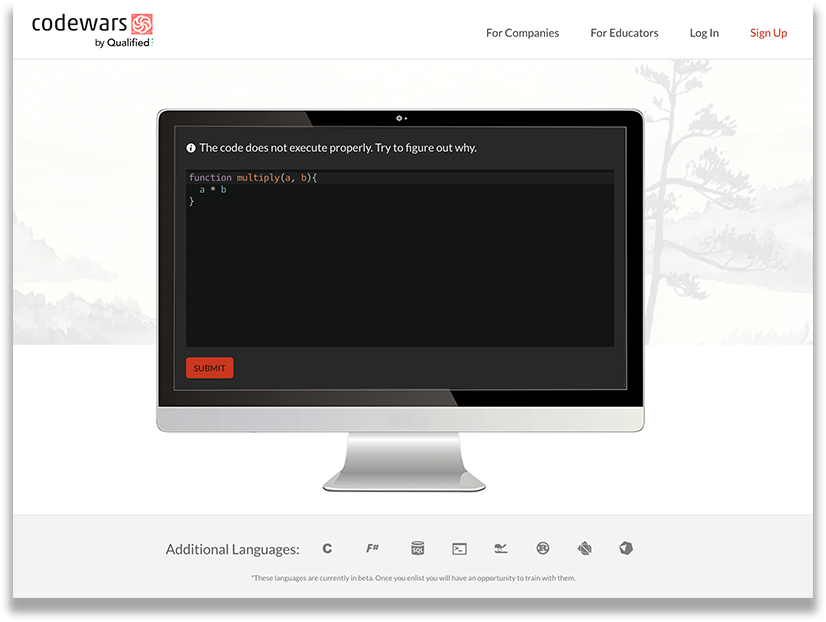 codewars
by Qualified
For Companies
For Educators
Log In
Sign Up
The code does not execute properly. Try to figure out why.
function multiply(a, b){
  a * b
}
SUBMIT
Additional Languages:
C
F#
SQL
>_
R
*These languages are currently in beta. Once you enlist you will have an opportunity to train with them.